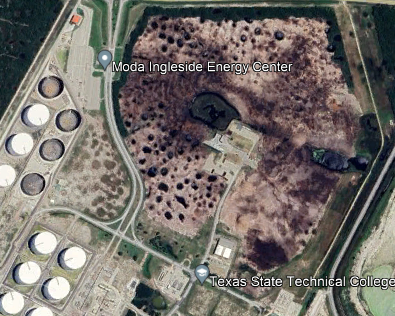 Moda Ingleside Energy Center
Texas State Technical College